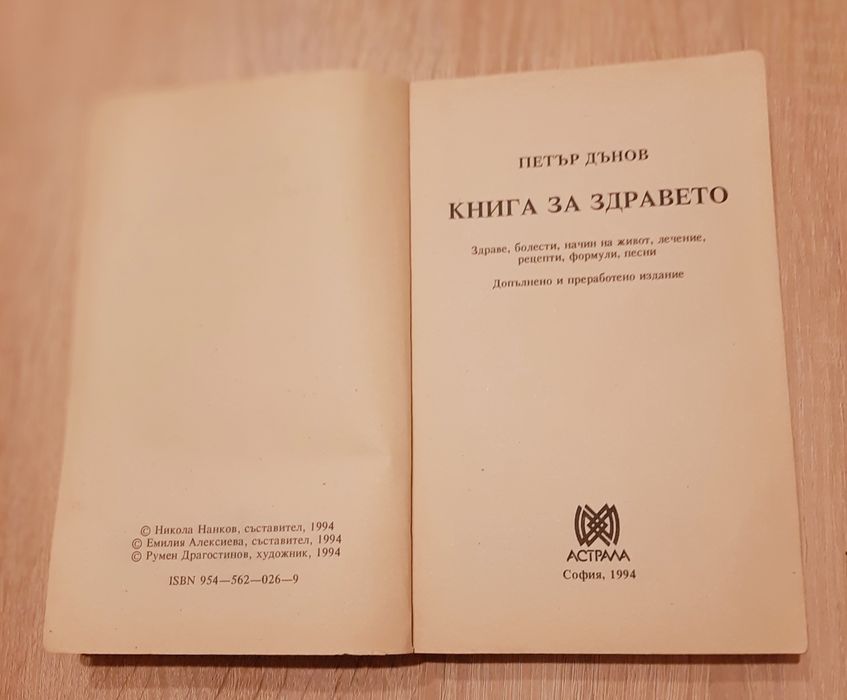 © Никола Нанков, съставител, 1994
© Емилия Алексиева, съставител, 1994
© Румен Драгостинов, художник, 1994
ISBN 954—562—026—9
ПЕТЪР ДЪНОВ
КНИГА ЗА ЗДРАВЕТО
Здраве, болести, начин на живот, лечение,
рецепти, формули, песни
Допълнено и преработено издание
АСТРАЛА
София, 1994